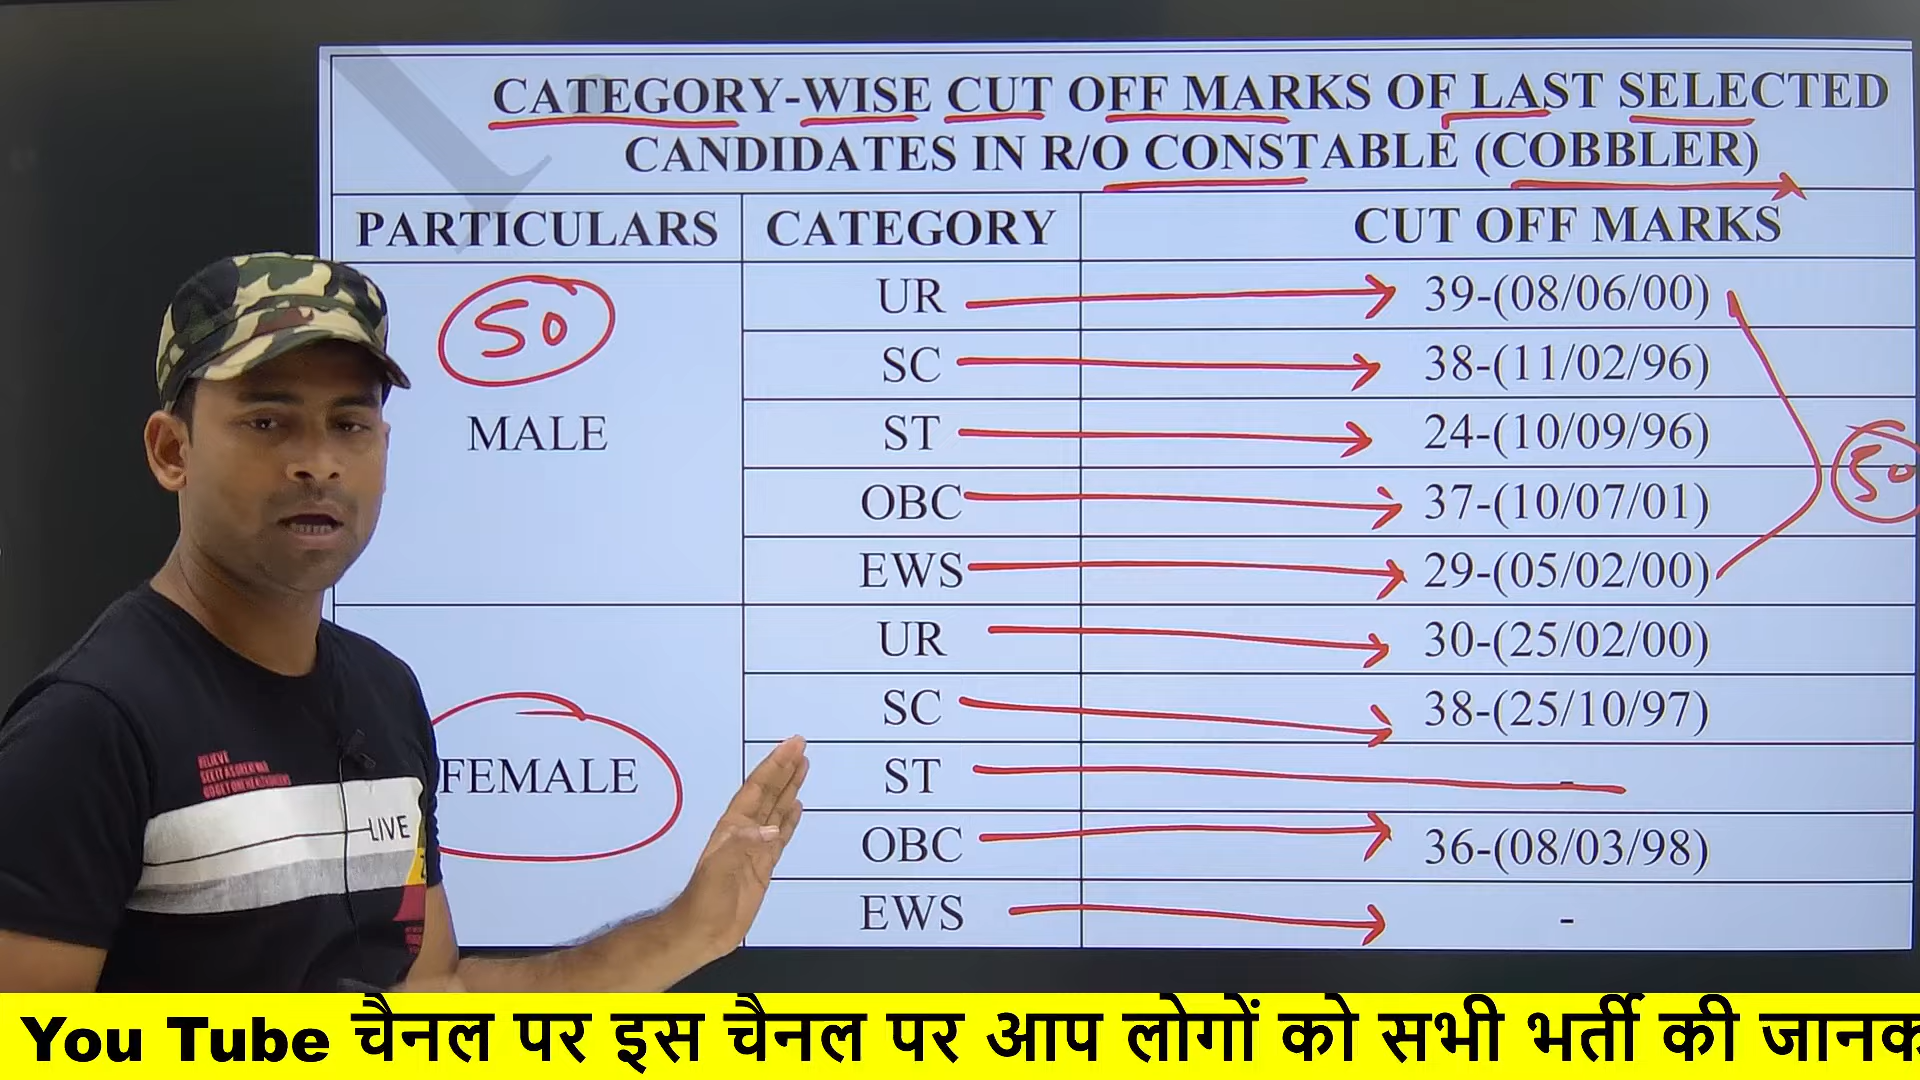 CATEGORY-WISE CUT OFF MARKS OF LAST SELECTED
CANDIDATES IN R/O CONSTABLE (COBBLER)
PARTICULARS CATEGORY CUT OFF MARKS
50
MALE
UR 39-(08/06/00)
SC 38-(11/02/96)
ST 24-(10/09/96)
OBC 37-(10/07/01)
EWS 29-(05/02/00)
50
FEMALE
UR 30-(25/02/00)
SC 38-(25/10/97)
ST -
OBC 36-(08/03/98)
EWS -
BELIEVE
LIVE
You Tube चैनल पर इस चैनल पर आप लोगों को सभी भर्ती की जानक